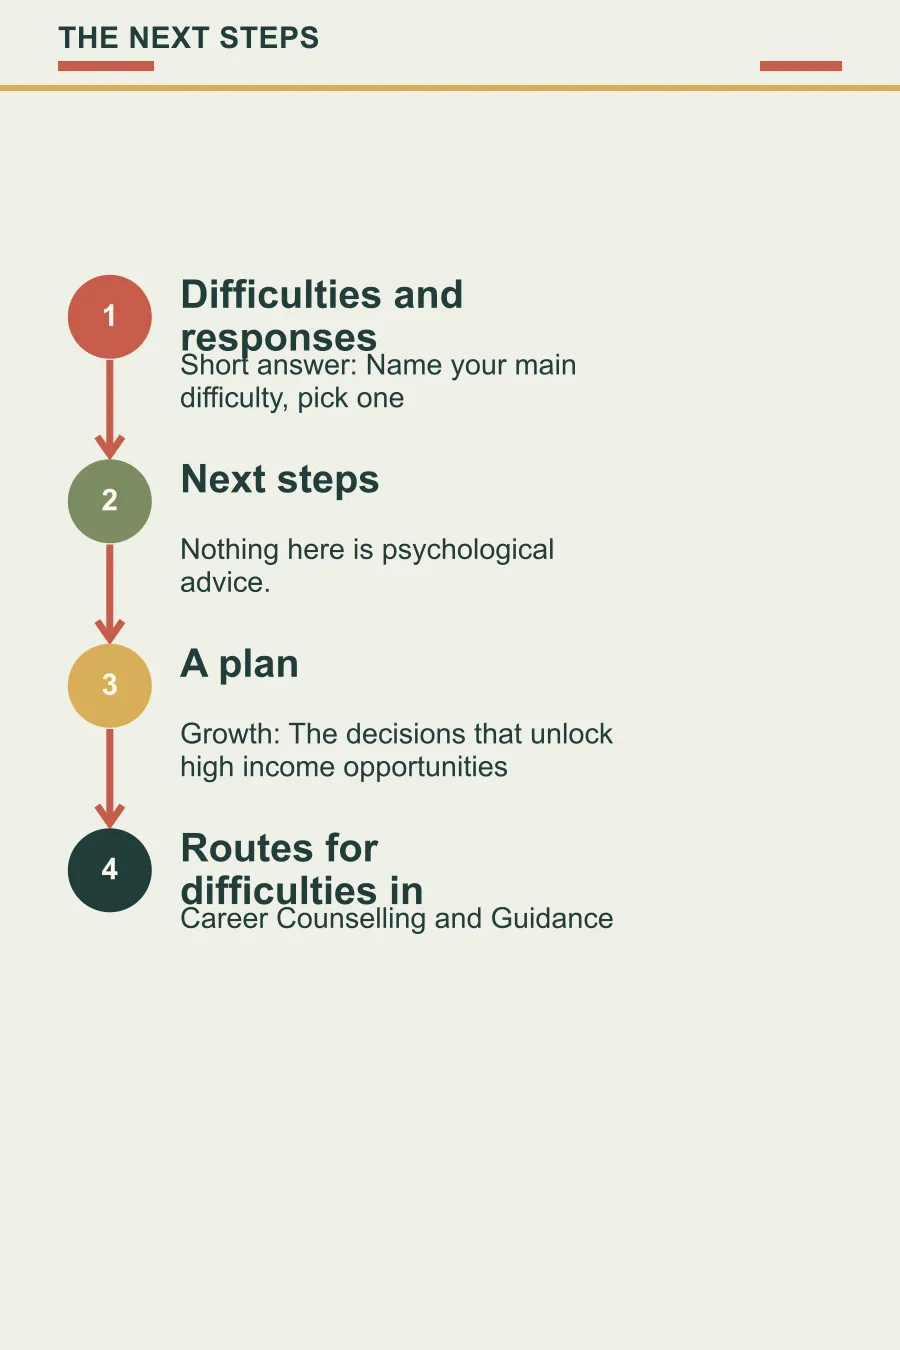 THE NEXT STEPS
1
Difficulties and
responses
Short answer: Name your main
difficulty, pick one
2
Next steps
Nothing here is psychological
advice.
3
A plan
Growth: The decisions that unlock
high income opportunities
4
Routes for
difficulties in
Career Counselling and Guidance